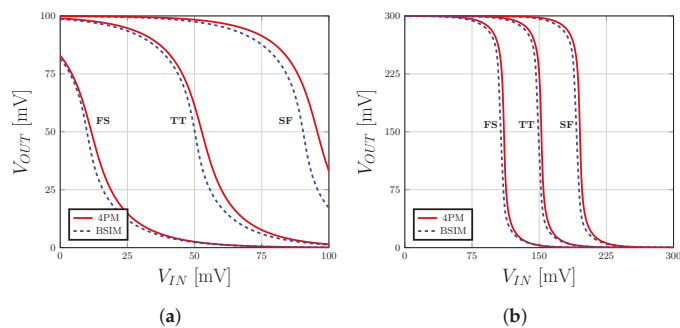 100
75
50
25
0
V_OUT [mV]
FS
TT
SF
4PM
BSIM
0
25
50
75
100
V_IN [mV]
(a)
300
225
150
75
0
V_OUT [mV]
FS
TT
SF
4PM
BSIM
0
75
150
225
300
V_IN [mV]
(b)